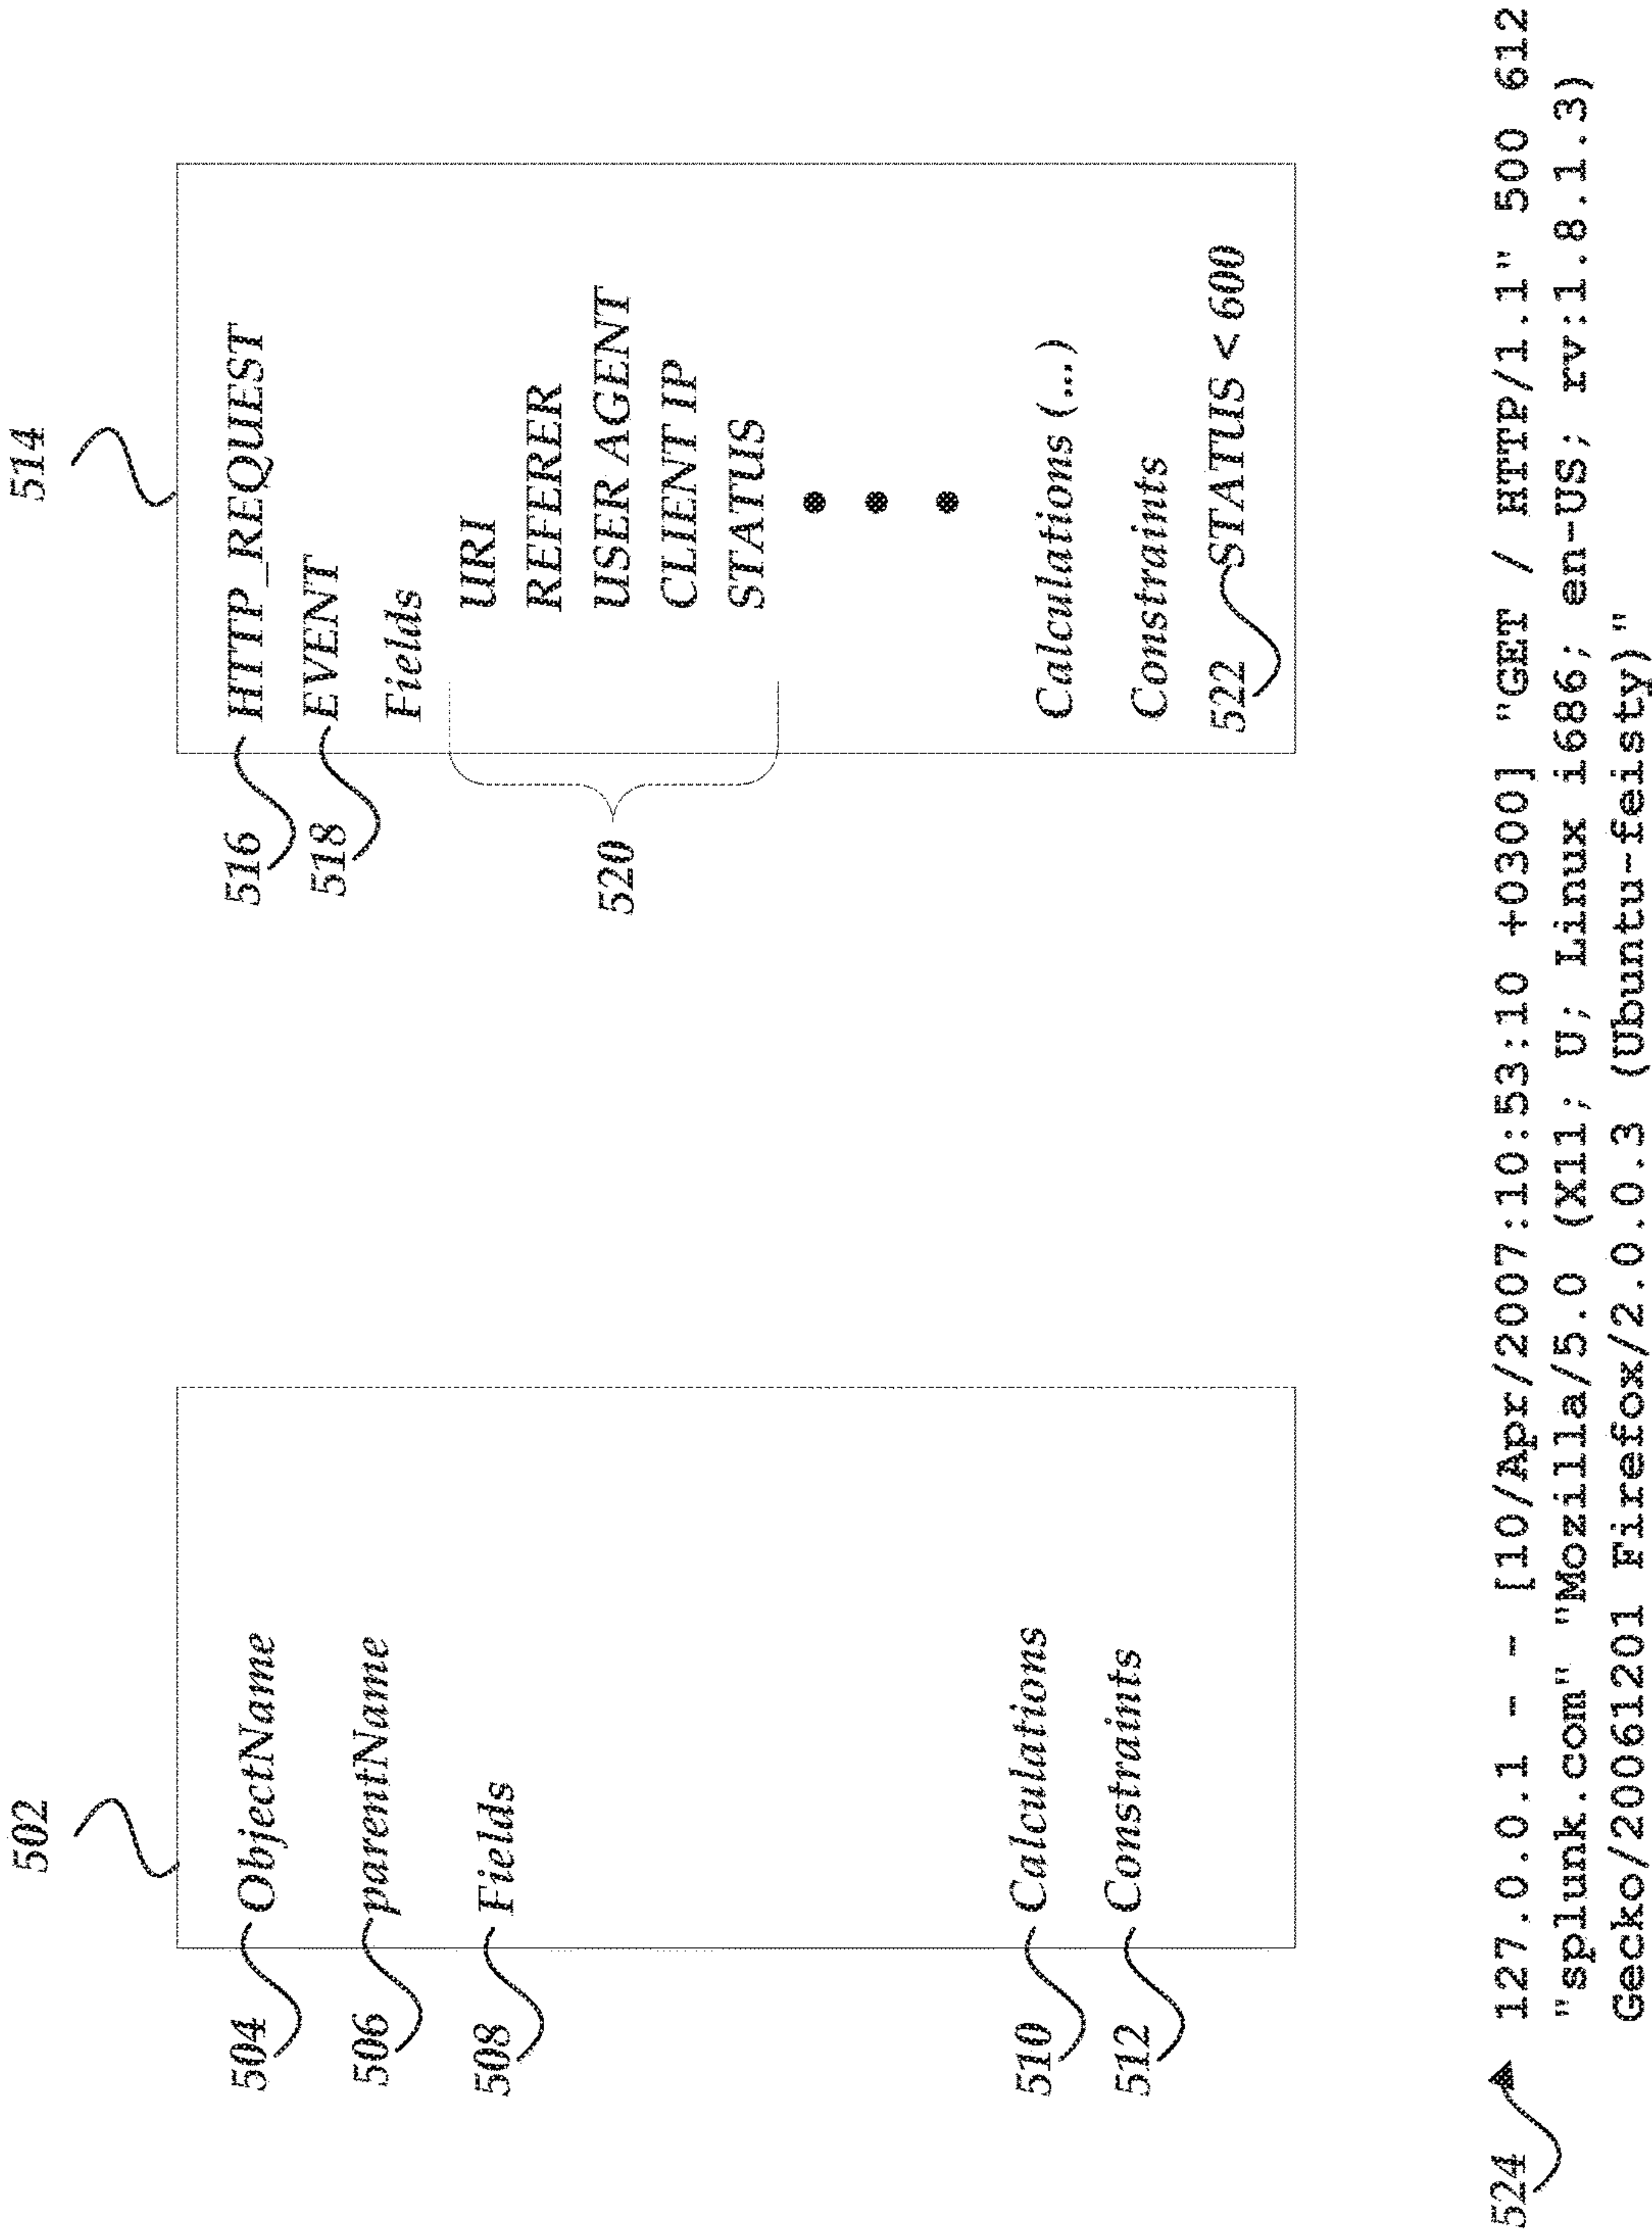 502
504
ObjectName
506
parentName
508
Fields
510
Calculations
512
Constraints
514
516
HTTP_REQUEST
518
EVENT
Fields
520
URI
REFERER
USER AGENT
CLIENT IP
STATUS
Calculations (...)
Constraints
522
STATUS < 600
524
127.0.0.1 - - [10/Apr/2007:10:53:10 +0300] "GET / HTTP/1.1" 500 612
"splunk.com" "Mozilla/5.0 (X11; U; Linux i686; en-US; rv:1.8.1.3)
Gecko/20061201 Firefox/2.0.0.3 (Ubuntu-feisty)"